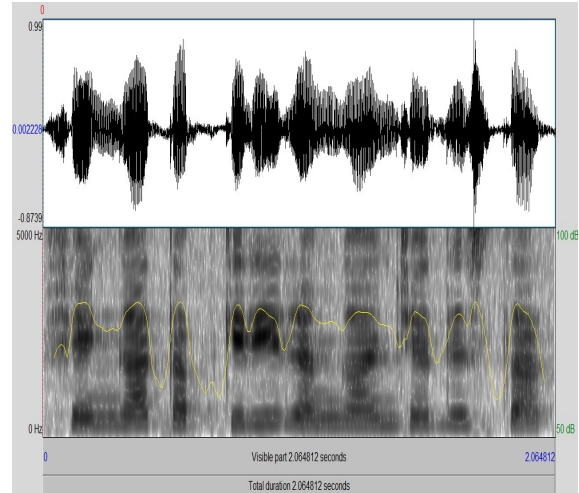 0
0.99
0.002228
-0.8739
5000 Hz
100 dB
0 Hz
50 dB
0
Visible part 2.064812 seconds
2.064812
Total duration 2.064812 seconds